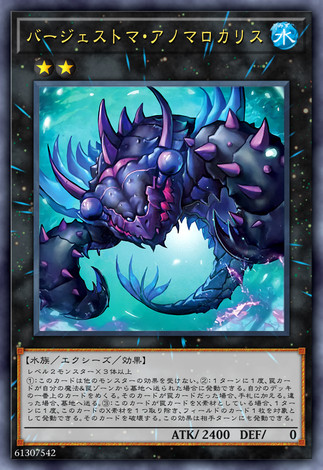 バージェストマ・アノマロカリス
水
【水族／エクシーズ／効果】
レベル２モンスター×３体以上
①：このカードは他のモンスターの効果を受けない。②：１ターンに１度、罠カー
ドが自分の魔法&罠ゾーンから墓地へ送られた場合に発動できる。自分のデッキ
の一番上のカードをめくる。そのカードが罠カードだった場合、手札に加える。違っ
た場合、墓地へ送る。③：このカードが罠カードをX素材としている場合、１ター
ンに１度、このカードのX素材を１つ取り除き、フィールドのカード１枚を対象と
して発動できる。そのカードを破壊する。この効果は相手ターンにも発動できる。
ATK/ 2400 DEF/ 0
61307542